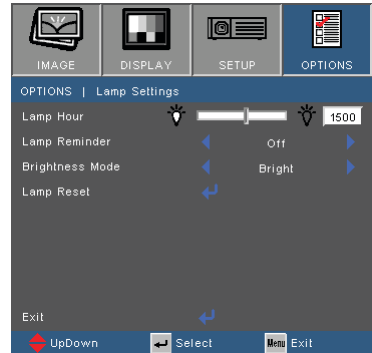 IMAGE DISPLAY SETUP OPTIONS
OPTIONS | Lamp Settings
Lamp Hour 1500
Lamp Reminder Off
Brightness Mode Bright
Lamp Reset
Exit
UpDown Select Menu Exit